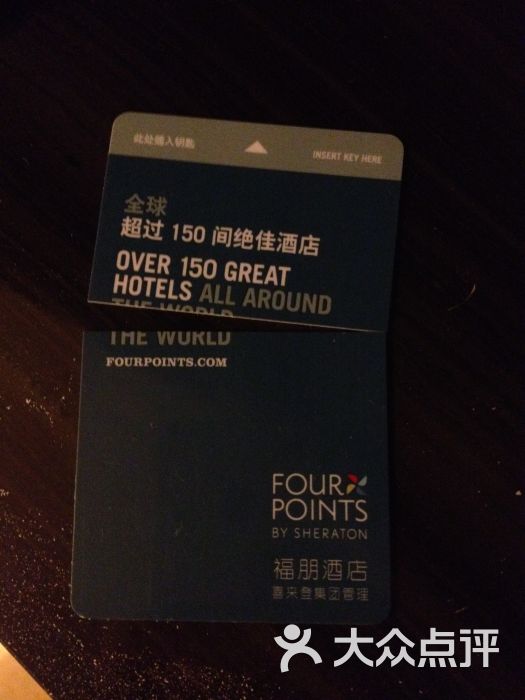 此处插入钥匙
INSERT KEY HERE
全球
超过 150 间绝佳酒店
OVER 150 GREAT
HOTELS ALL AROUND
THE WORLD
THE WORLD
FOURPOINTS.COM
FOUR
POINTS
BY SHERATON
福朋酒店
喜来登集团管理
大众点评